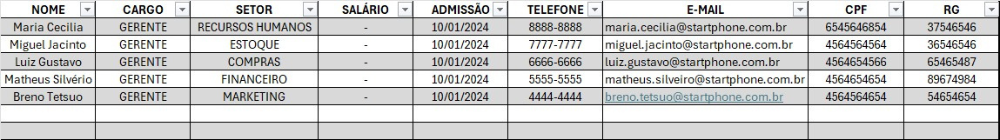 NOME CARGO SETOR SALÁRIO ADMISSÃO TELEFONE E-MAIL CPF RG
Maria Cecilia GERENTE RECURSOS HUMANOS - 10/01/2024 8888-8888 maria.cecilia@startphone.com.br 6545646854 37546546
Miguel Jacinto GERENTE ESTOQUE - 10/01/2024 7777-7777 miguel.jacinto@startphone.com.br 4564564564 36546546
Luiz Gustavo GERENTE COMPRAS - 10/01/2024 6666-6666 luiz.gustavo@startphone.com.br 4564654566 65465487
Matheus Silvério GERENTE FINANCEIRO - 10/01/2024 5555-5555 matheus.silveiro@startphone.com.br 4564654654 89674984
Breno Tetsuo GERENTE MARKETING - 10/01/2024 4444-4444 breno.tetsuo@startphone.com.br 4564564654 54654654